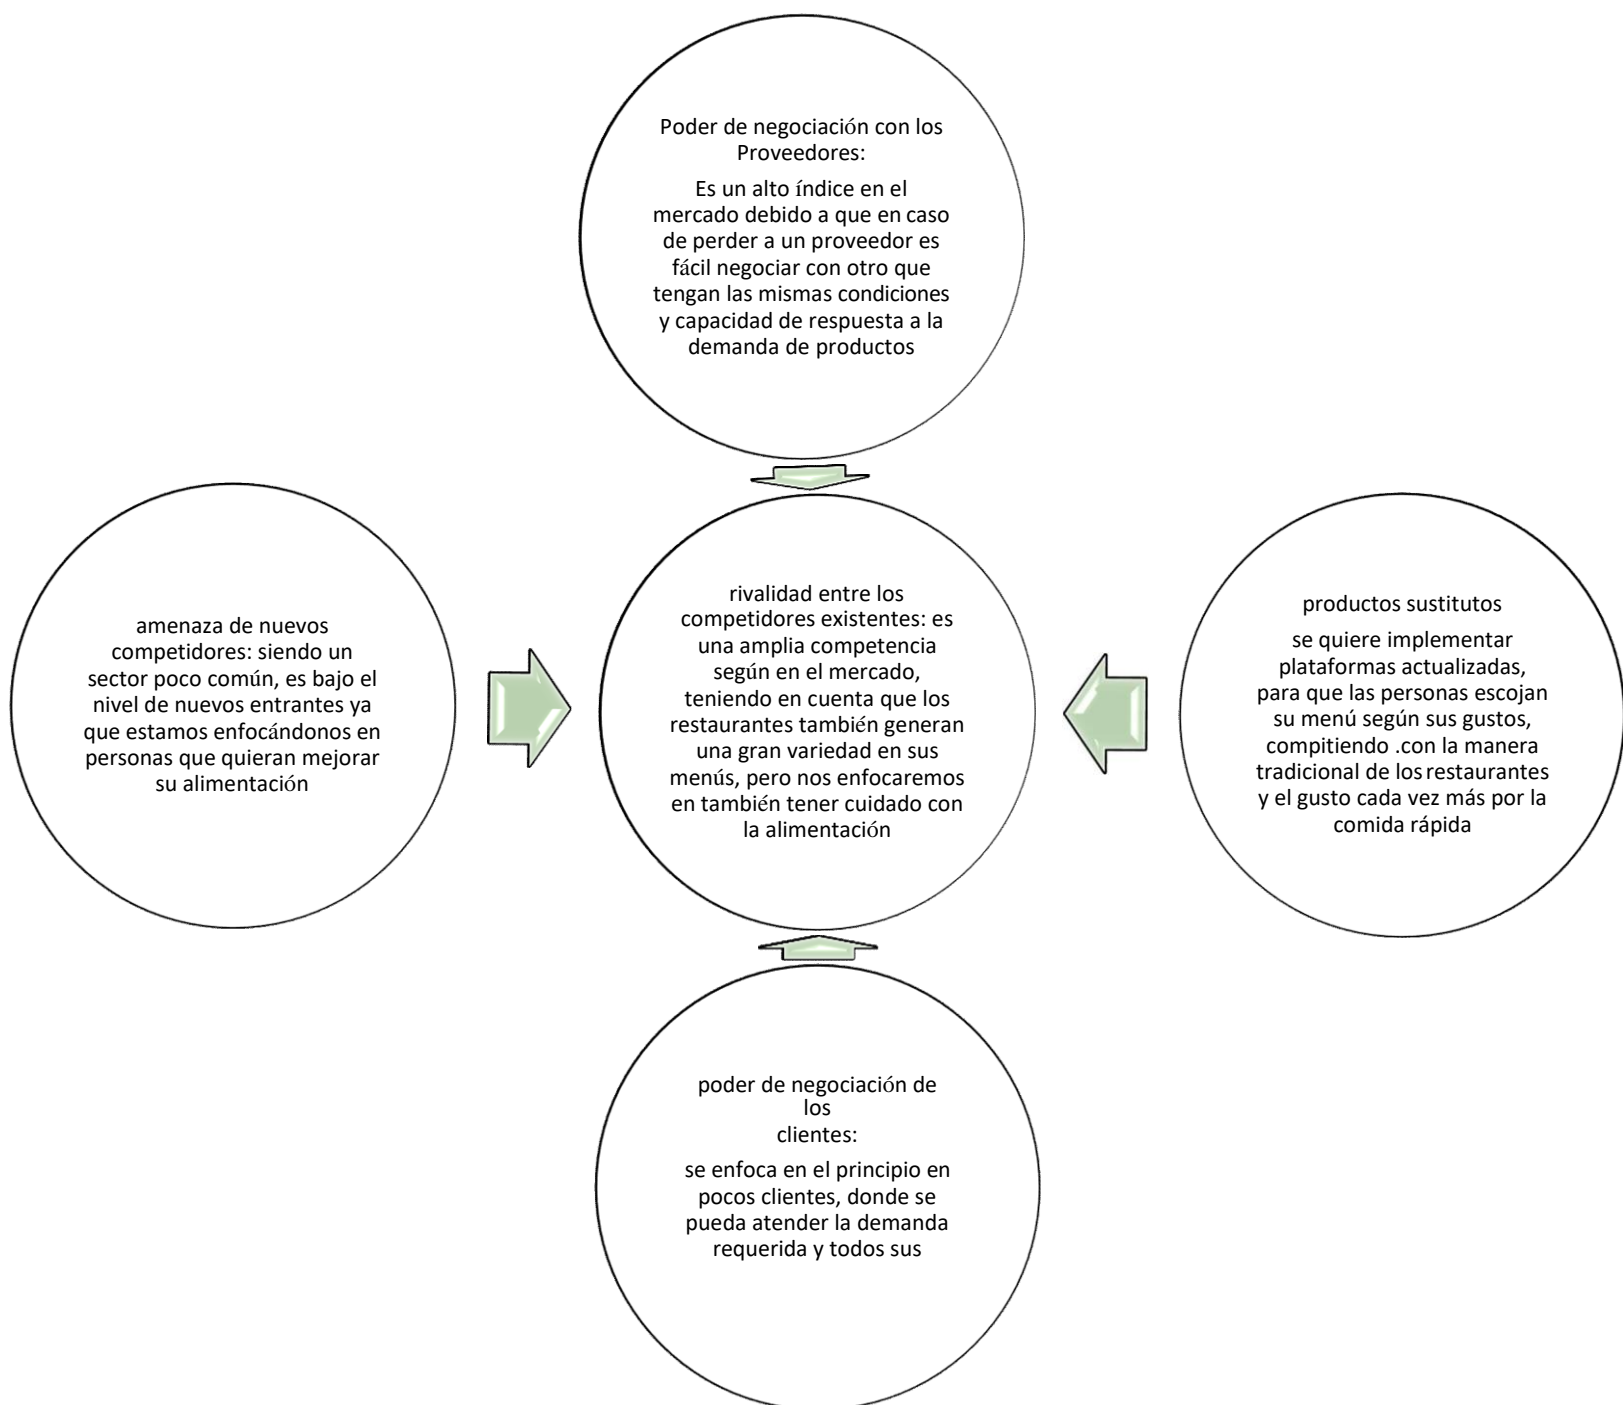 Poder de negociación con los
Proveedores:
Es un alto índice en el
mercado debido a que en caso
de perder a un proveedor es
fácil negociar con otro que
tengan las mismas condiciones
y capacidad de respuesta a la
demanda de productos
amenaza de nuevos
competidores: siendo un
sector poco común, es bajo el
nivel de nuevos entrantes ya
que estamos enfocándonos en
personas que quieran mejorar
su alimentación
rivalidad entre los
competidores existentes: es
una amplia competencia
según en el mercado,
teniendo en cuenta que los
restaurantes también generan
una gran variedad en sus
menús, pero nos enfocaremos
en también tener cuidado con
la alimentación
productos sustitutos
se quiere implementar
plataformas actualizadas,
para que las personas escojan
su menú según sus gustos,
compitiendo .con la manera
tradicional de los restaurantes
y el gusto cada vez más por la
comida rápida
poder de negociación de
los
clientes:
se enfoca en el principio en
pocos clientes, donde se
pueda atender la demanda
requerida y todos sus